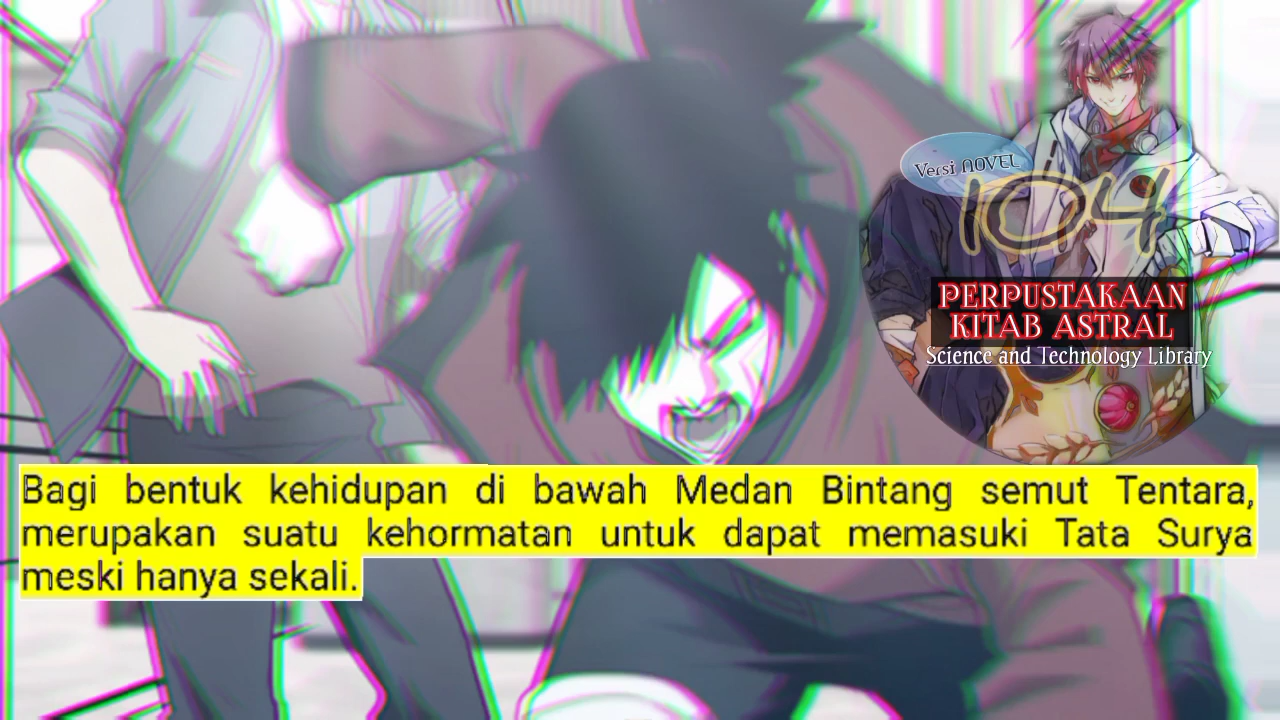 Versi NOVEL
104
PERPUSTAKAAN
KITAB ASTRAL
Science and Technology Library
Bagi bentuk kehidupan di bawah Medan Bintang semut Tentara,
merupakan suatu kehormatan untuk dapat memasuki Tata Surya
meski hanya sekali.